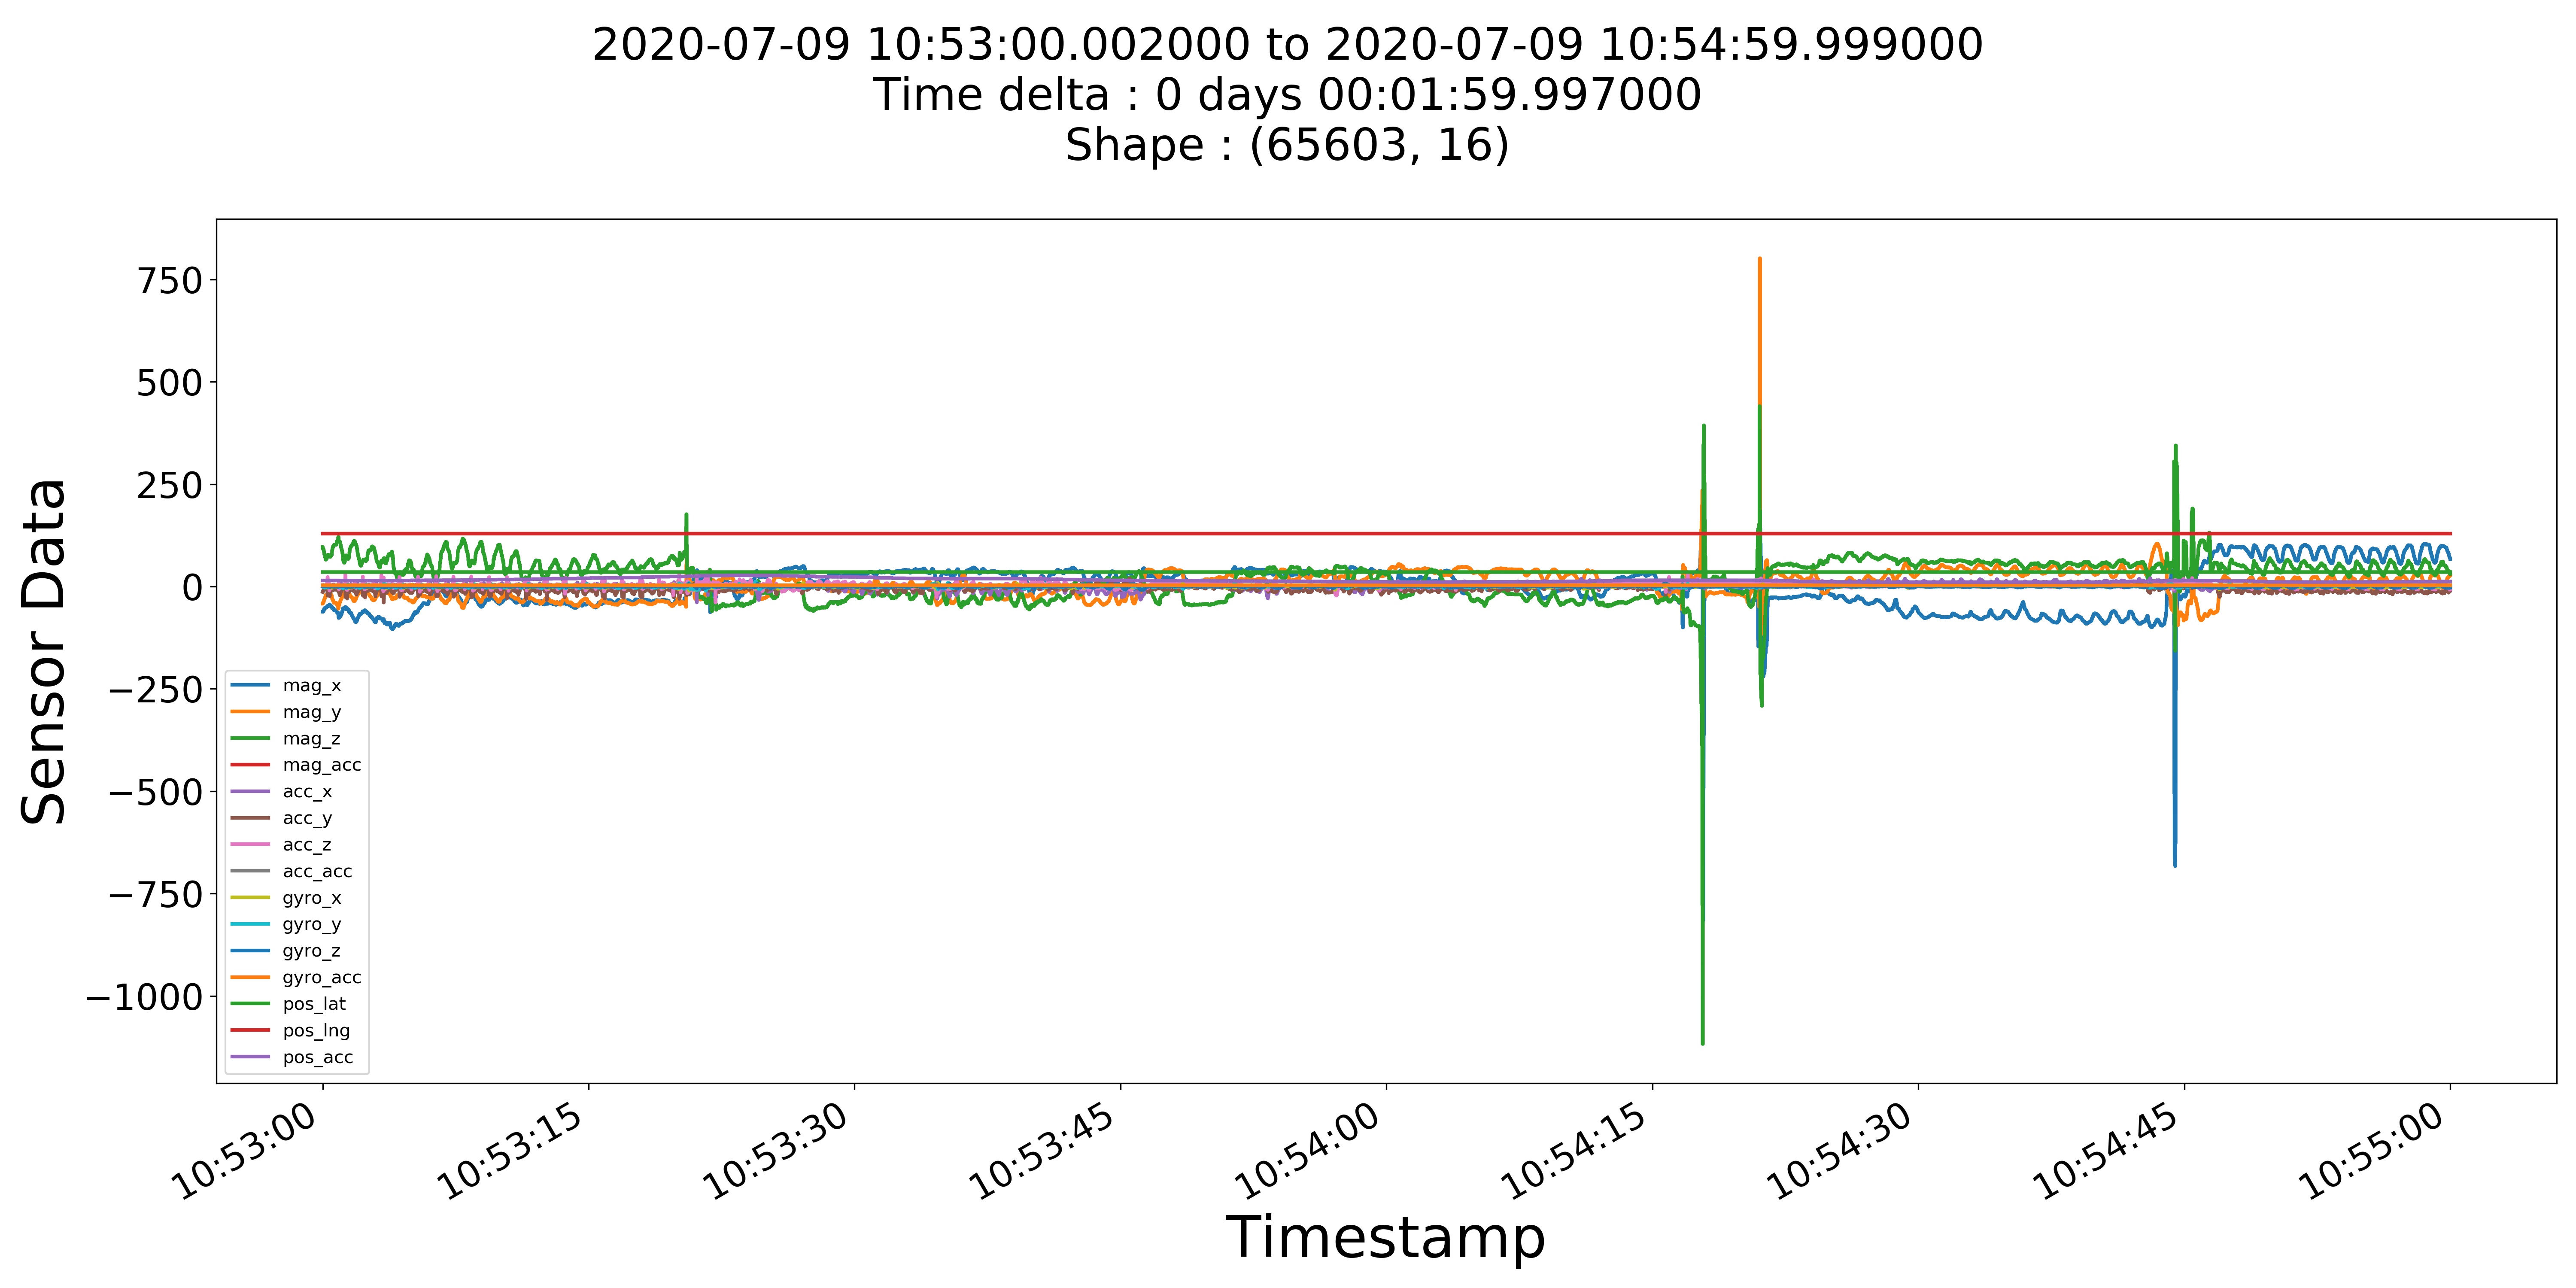 2020-07-09 10:53:00.002000 to 2020-07-09 10:54:59.999000
Time delta : 0 days 00:01:59.997000
Shape : (65603, 16)
Sensor Data
750
500
250
0
−250
−500
−750
−1000
mag_x
mag_y
mag_z
mag_acc
acc_x
acc_y
acc_z
acc_acc
gyro_x
gyro_y
gyro_z
gyro_acc
pos_lat
pos_lng
pos_acc
10:53:00
10:53:15
10:53:30
10:53:45
10:54:00
10:54:15
10:54:30
10:54:45
10:55:00
Timestamp